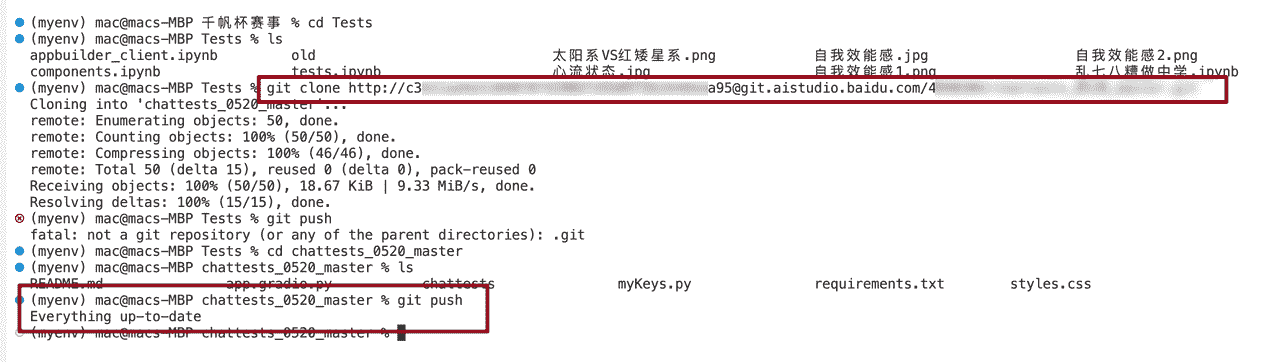 (myenv) mac@macs-MBP 千帆杯赛事 % cd Tests
(myenv) mac@macs-MBP Tests % ls
appbuilder_client.ipynb old 太阳系VS红矮星系.png 自我效能感.jpg 自我效能感2.png
components.ipynb tests.ipynb 心流状态.jpg 自我效能感1.png 乱七八糟做中学.ipynb
(myenv) mac@macs-MBP Tests % git clone http://c3 a95@git.aistudio.baidu.com/4
Cloning into 'chattests_0520_master'...
remote: Enumerating objects: 50, done.
remote: Counting objects: 100% (50/50), done.
remote: Compressing objects: 100% (46/46), done.
remote: Total 50 (delta 15), reused 0 (delta 0), pack-reused 0
Receiving objects: 100% (50/50), 18.67 KiB | 9.33 MiB/s, done.
Resolving deltas: 100% (15/15), done.
(myenv) mac@macs-MBP Tests % git push
fatal: not a git repository (or any of the parent directories): .git
(myenv) mac@macs-MBP Tests % cd chattests_0520_master
(myenv) mac@macs-MBP chattests_0520_master % ls
README.md app.gradio.py chattests myKeys.py requirements.txt styles.css
(myenv) mac@macs-MBP chattests_0520_master % git push
Everything up-to-date
(myenv) mac@macs-MBP chattests_0520_master %